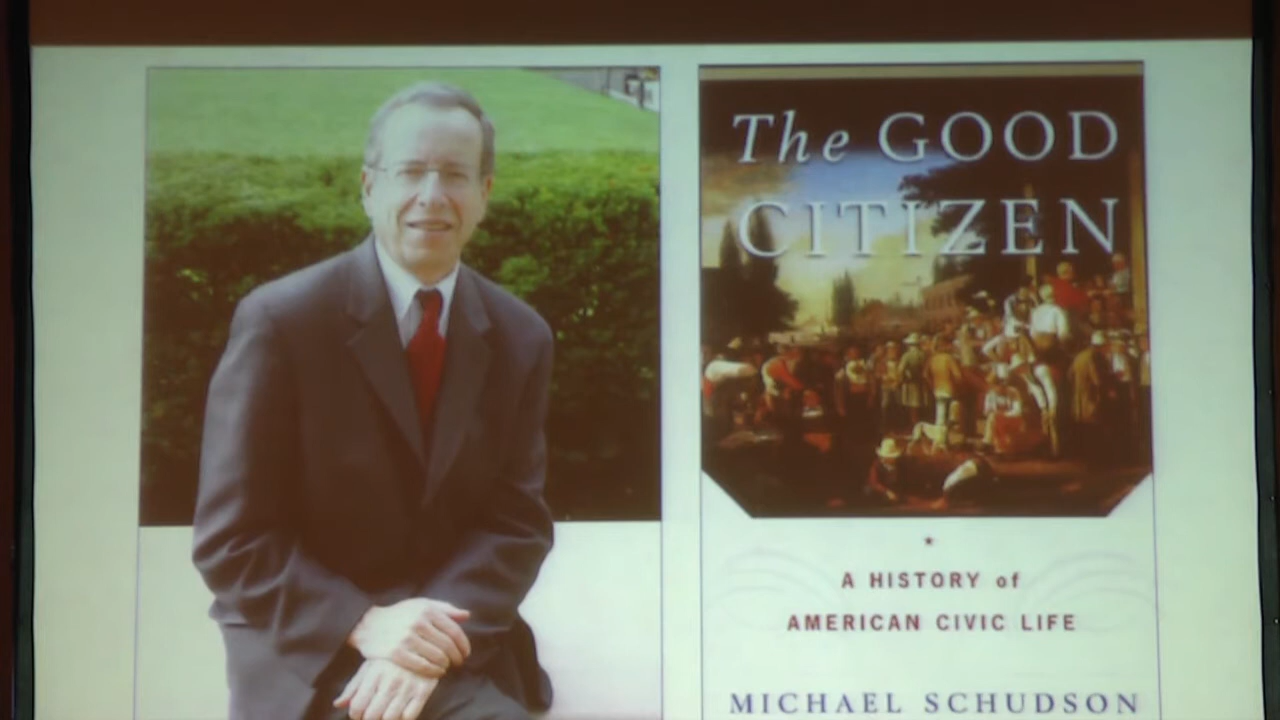 The GOOD
CITIZEN
A HISTORY of
AMERICAN CIVIC LIFE
MICHAEL SCHUDSON